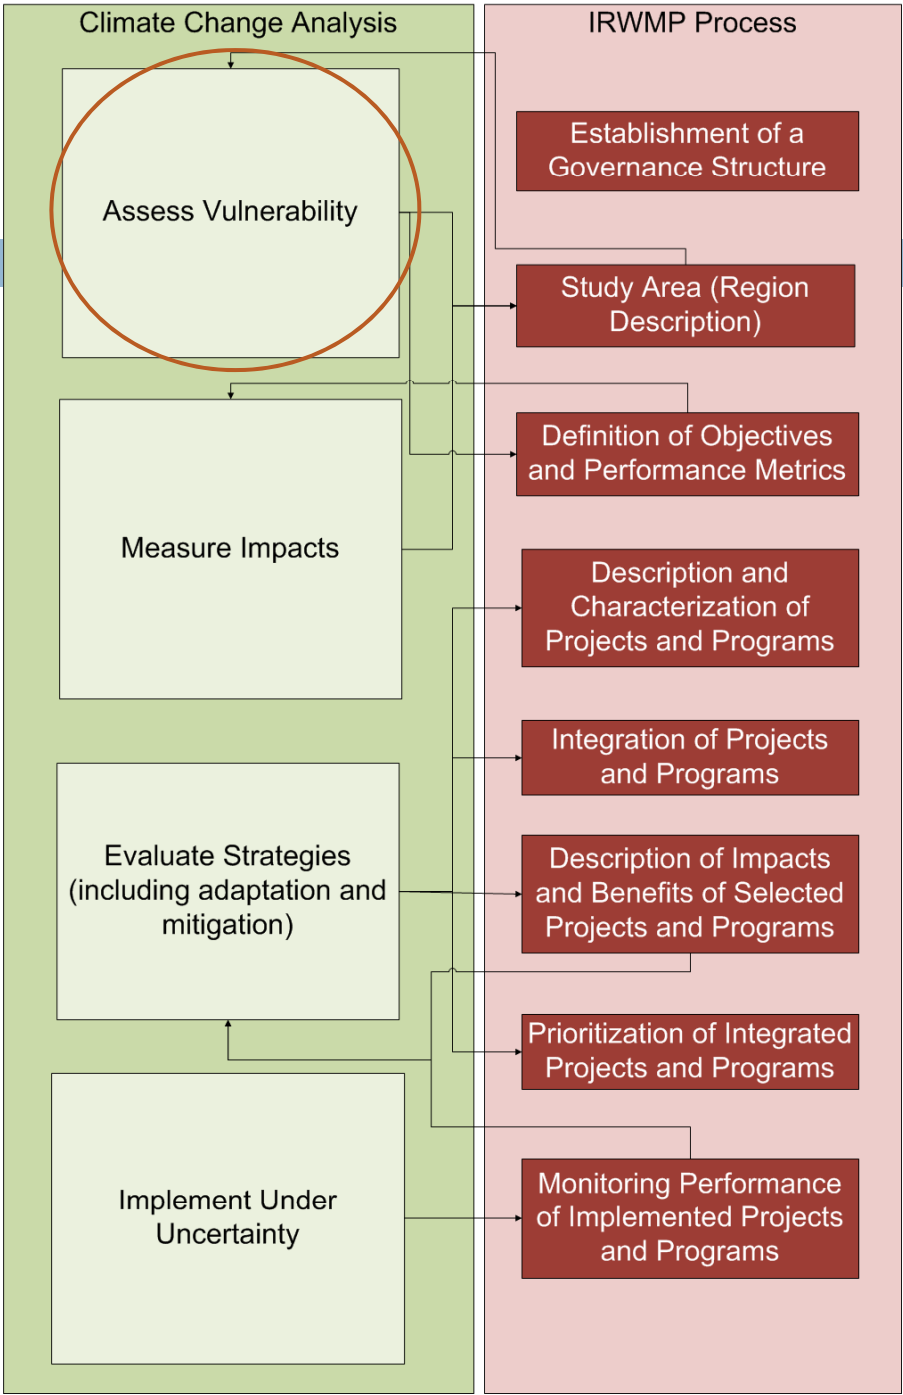 Climate Change Analysis
Assess Vulnerability
Measure Impacts
Evaluate Strategies
(including adaptation and
mitigation)
Implement Under
Uncertainty
IRWMP Process
Establishment of a
Governance Structure
Study Area (Region
Description)
Definition of Objectives
and Performance Metrics
Description and
Characterization of
Projects and Programs
Integration of Projects
and Programs
Description of Impacts
and Benefits of Selected
Projects and Programs
Prioritization of Integrated
Projects and Programs
Monitoring Performance
of Implemented Projects
and Programs